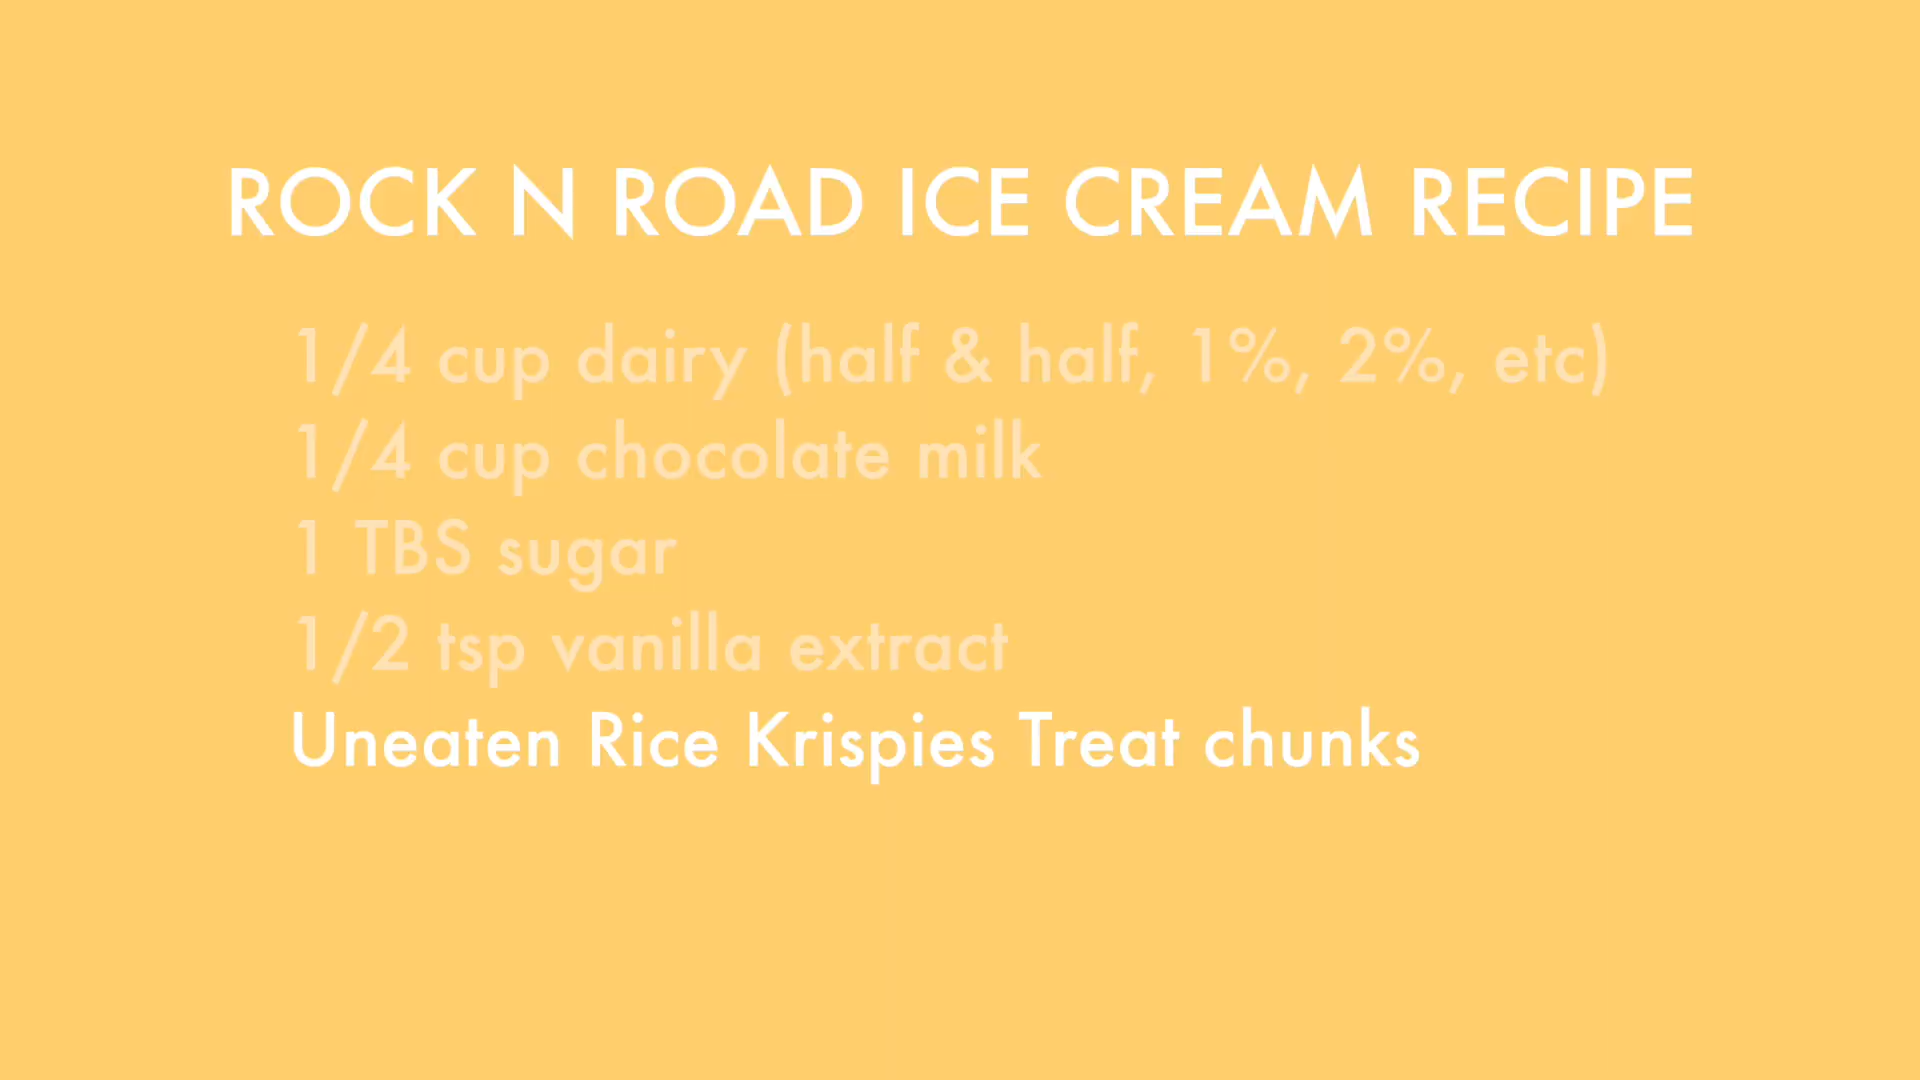 ROCK N ROAD ICE CREAM RECIPE
1/4 cup dairy (half & half, 1%, 2%, etc)
1/4 cup chocolate milk
1 TBS sugar
1/2 tsp vanilla extract
Uneaten Rice Krispies Treat chunks